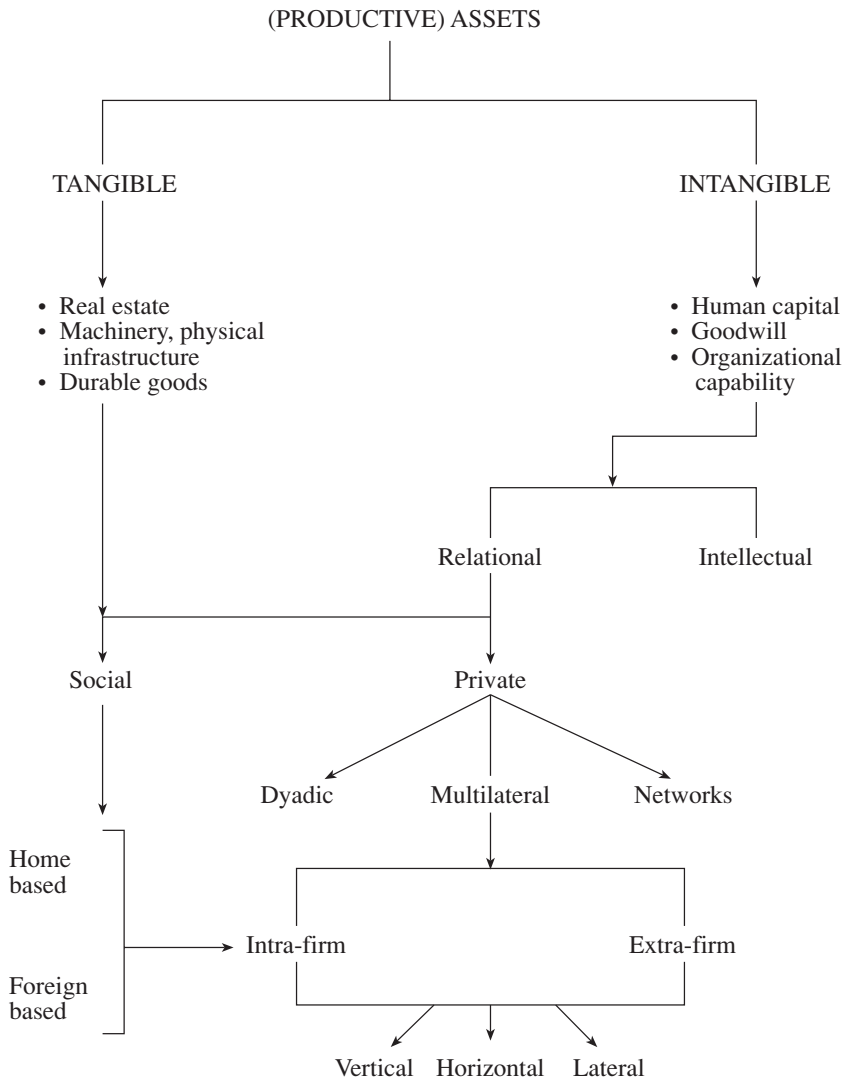 (PRODUCTIVE) ASSETS
TANGIBLE
INTANGIBLE
• Real estate
• Machinery, physical
infrastructure
• Durable goods
• Human capital
• Goodwill
• Organizational
capability
Relational
Intellectual
Social
Private
Dyadic
Multilateral
Networks
Home
based
Foreign
based
Intra-firm
Extra-firm
Vertical
Horizontal
Lateral